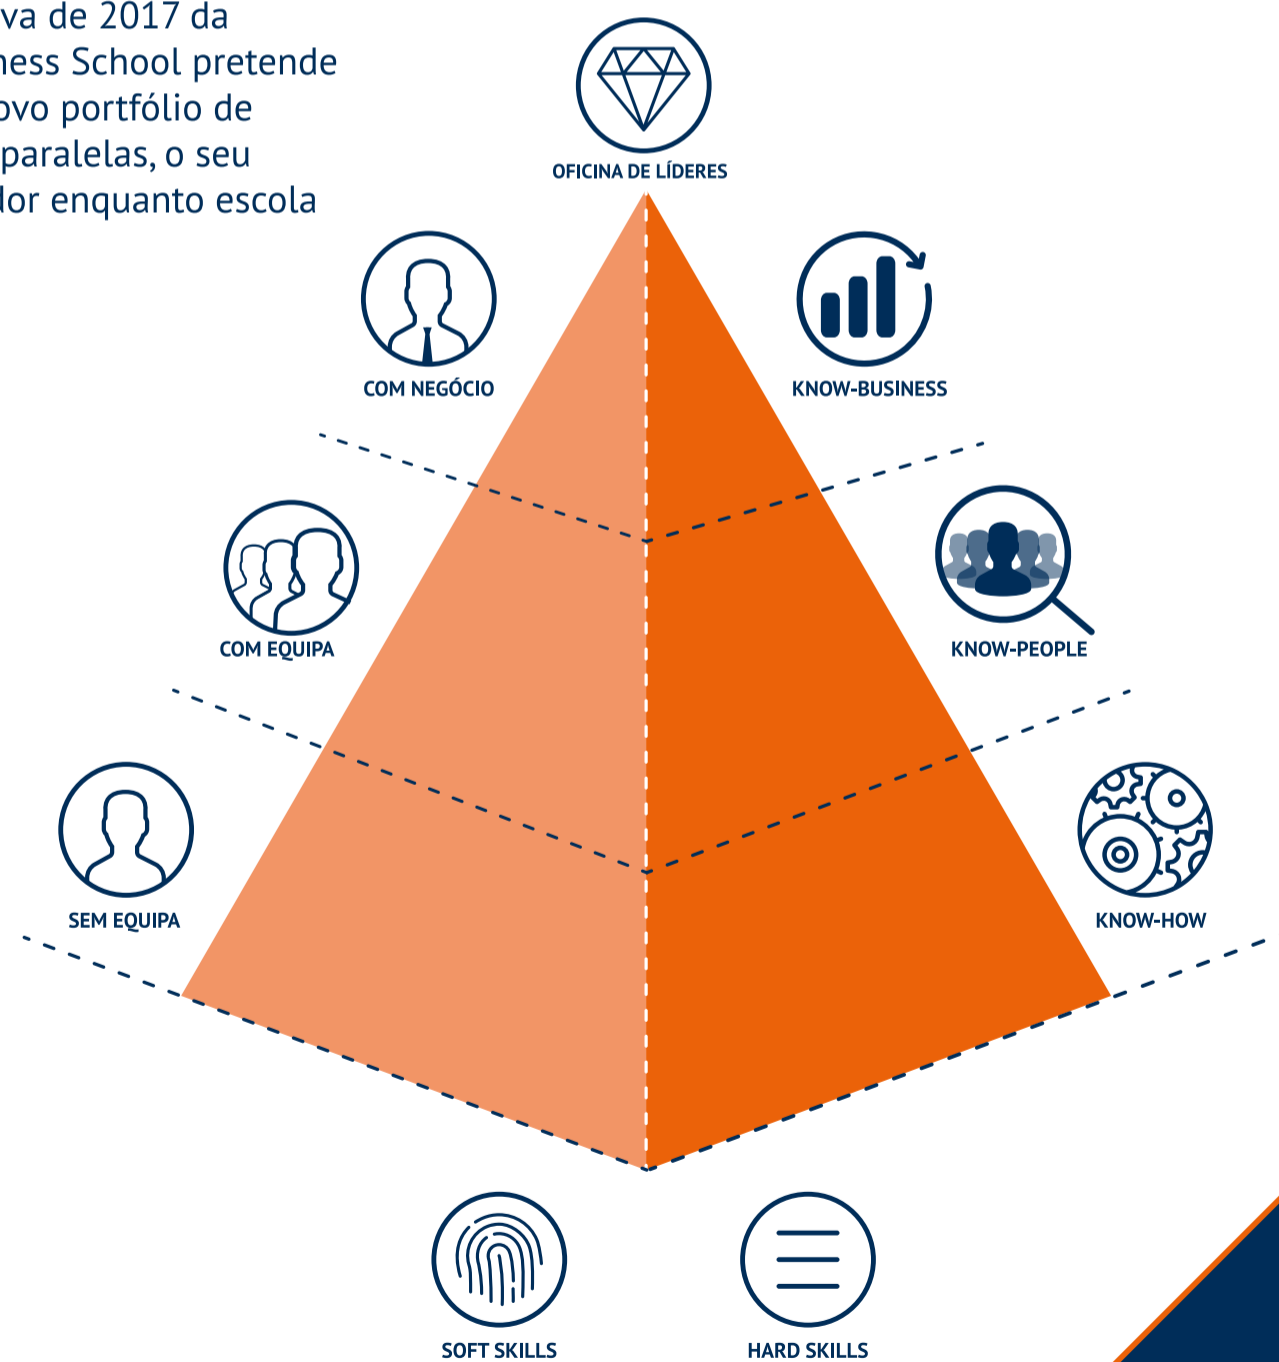 va de 2017 da
ness School pretende
ovo portfólio de
paralelas, o seu
dor enquanto escola
OFICINA DE LÍDERES
COM NEGÓCIO
KNOW-BUSINESS
COM EQUIPA
KNOW-PEOPLE
SEM EQUIPA
KNOW-HOW
SOFT SKILLS
HARD SKILLS